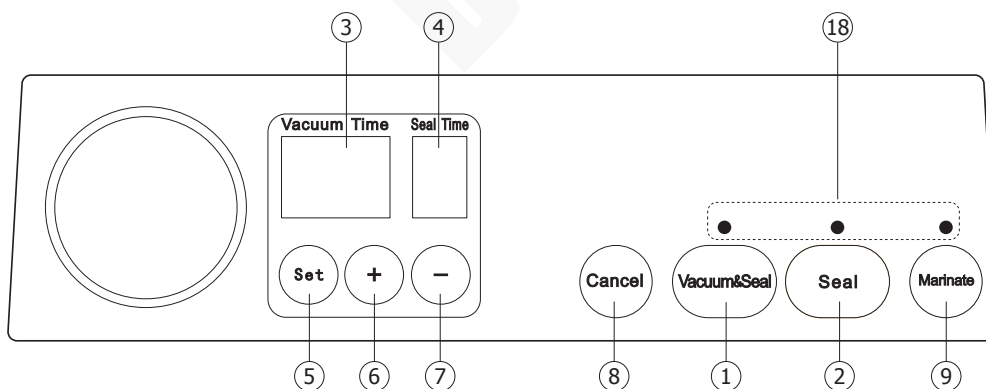 ③ ④ ⑱
Vacuum Time Seal Time
Set + −
Cancel Vacuum&Seal Seal Marinate
⑤ ⑥ ⑦ ⑧ ① ② ⑨